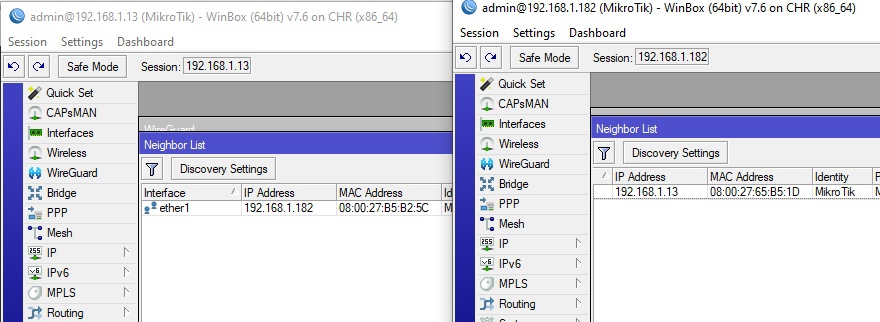 admin@192.168.1.13 (MikroTik) - WinBox (64bit) v7.6 on CHR (x86_64)
Session Settings Dashboard
Safe Mode Session: 192.168.1.13
Quick Set
CAPsMAN
Interfaces
Wireless
WireGuard
Bridge
PPP
Mesh
IP
IPv6
MPLS
Routing
WireGuard
Neighbor List
Discovery Settings
Interface IP Address MAC Address
ether1 192.168.1.182 08:00:27:B5:B2:5C
admin@192.168.1.182 (MikroTik) - WinBox (64bit) v7.6 on CHR (x86_64)
Session Settings Dashboard
Safe Mode Session: 192.168.1.182
Quick Set
CAPsMAN
Interfaces
Wireless
WireGuard
Bridge
PPP
Mesh
IP
IPv6
MPLS
Routing
Neighbor List
Discovery Settings
IP Address MAC Address Identity
192.168.1.13 08:00:27:65:B5:1D MikroTik